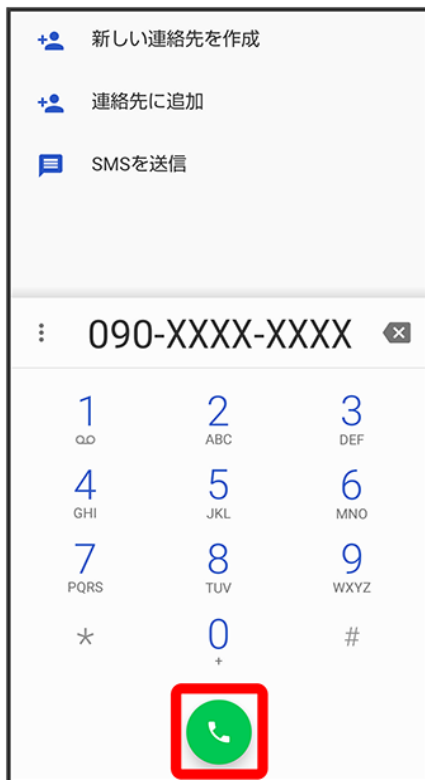 新しい連絡先を作成
連絡先に追加
SMSを送信
090-XXXX-XXXX
1 2 3
ABC DEF
4 5 6
GHI JKL MNO
7 8 9
PQRS TUV WXYZ
* 0 #
+